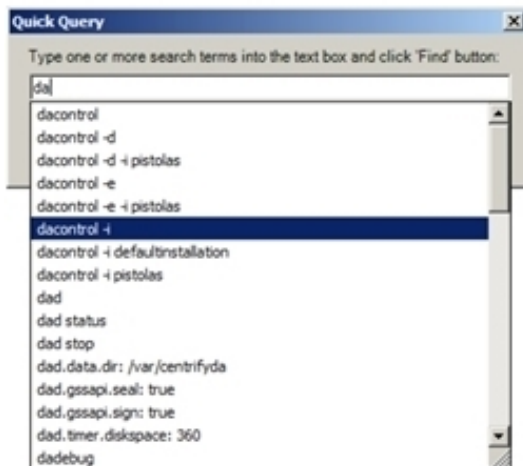 Quick Query
Type one or more search terms into the text box and click 'Find' button:
da
dacontrol
dacontrol -d
dacontrol -d -i pistolas
dacontrol -e
dacontrol -e -i pistolas
dacontrol -i
dacontrol -i defaultinstallation
dacontrol -i pistolas
dad
dad status
dad stop
dad.data.dir: /var/centrifyda
dad.gssapi.seal: true
dad.gssapi.sign: true
dad.timer.diskspace: 360
dadebug